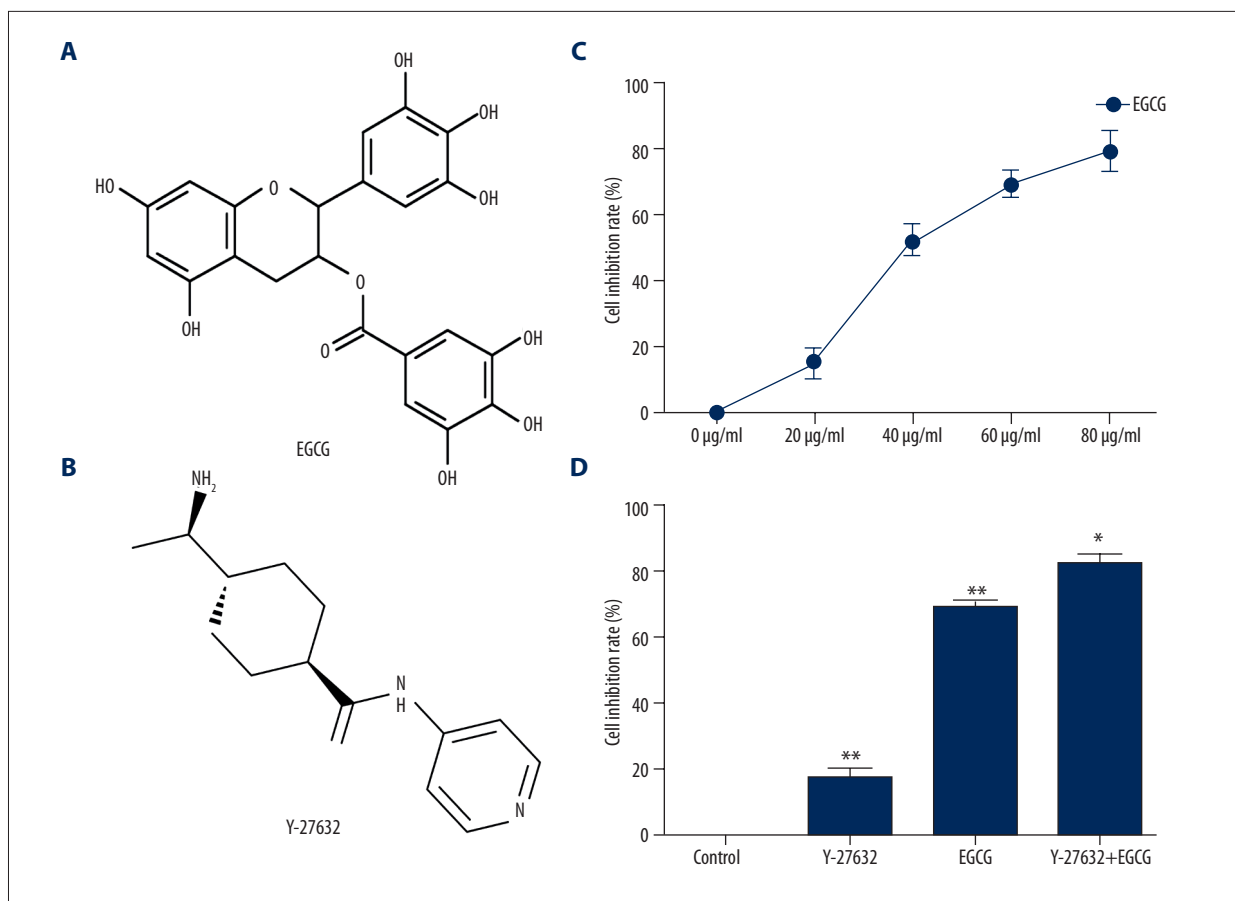 A
OH
OH
OH
O
HO
O
O
OH
OH
OH
OH
EGCG
B
NH2
N
H
N
Y-27632
C
EGCG
100
80
60
40
20
0
Cell inhibition rate (%)
0 µg/ml 20 µg/ml 40 µg/ml 60 µg/ml 80 µg/ml
D
100
80
60
40
20
0
Cell inhibition rate (%)
**
**
*
Control Y-27632 EGCG Y-27632+EGCG